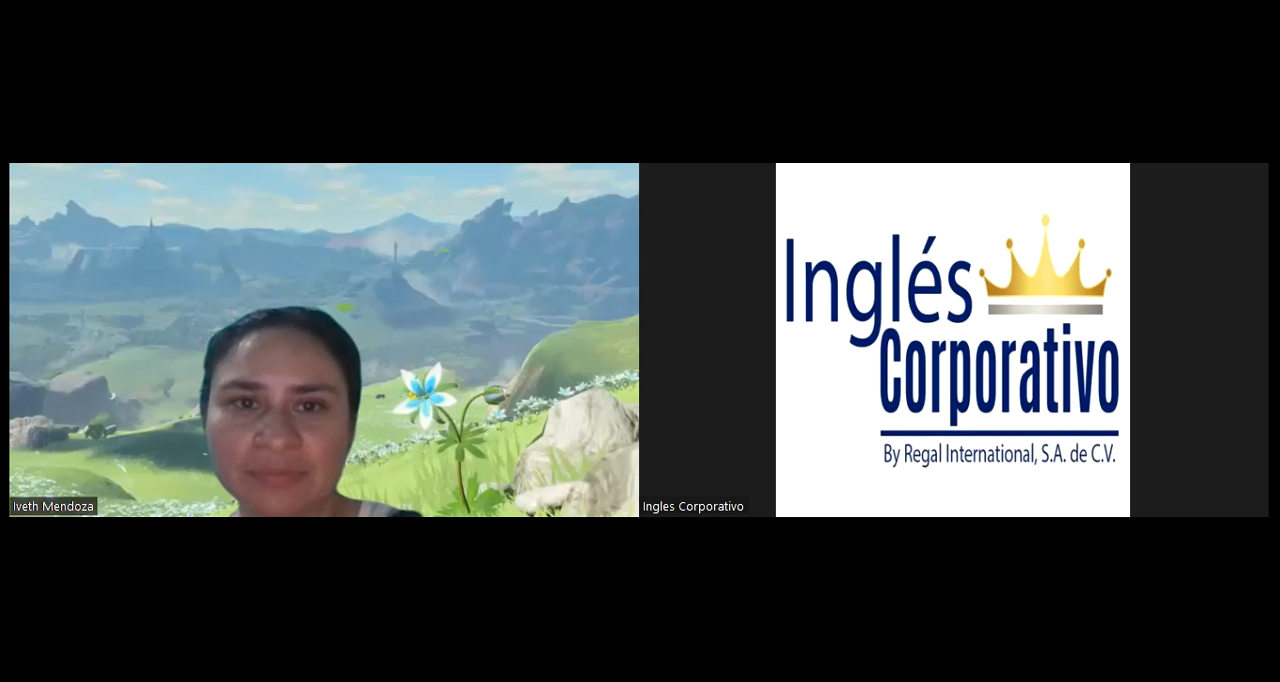 Inglés
Corporativo
By Regal International, S.A. de C.V.
Iveth Mendoza
Ingles Corporativo